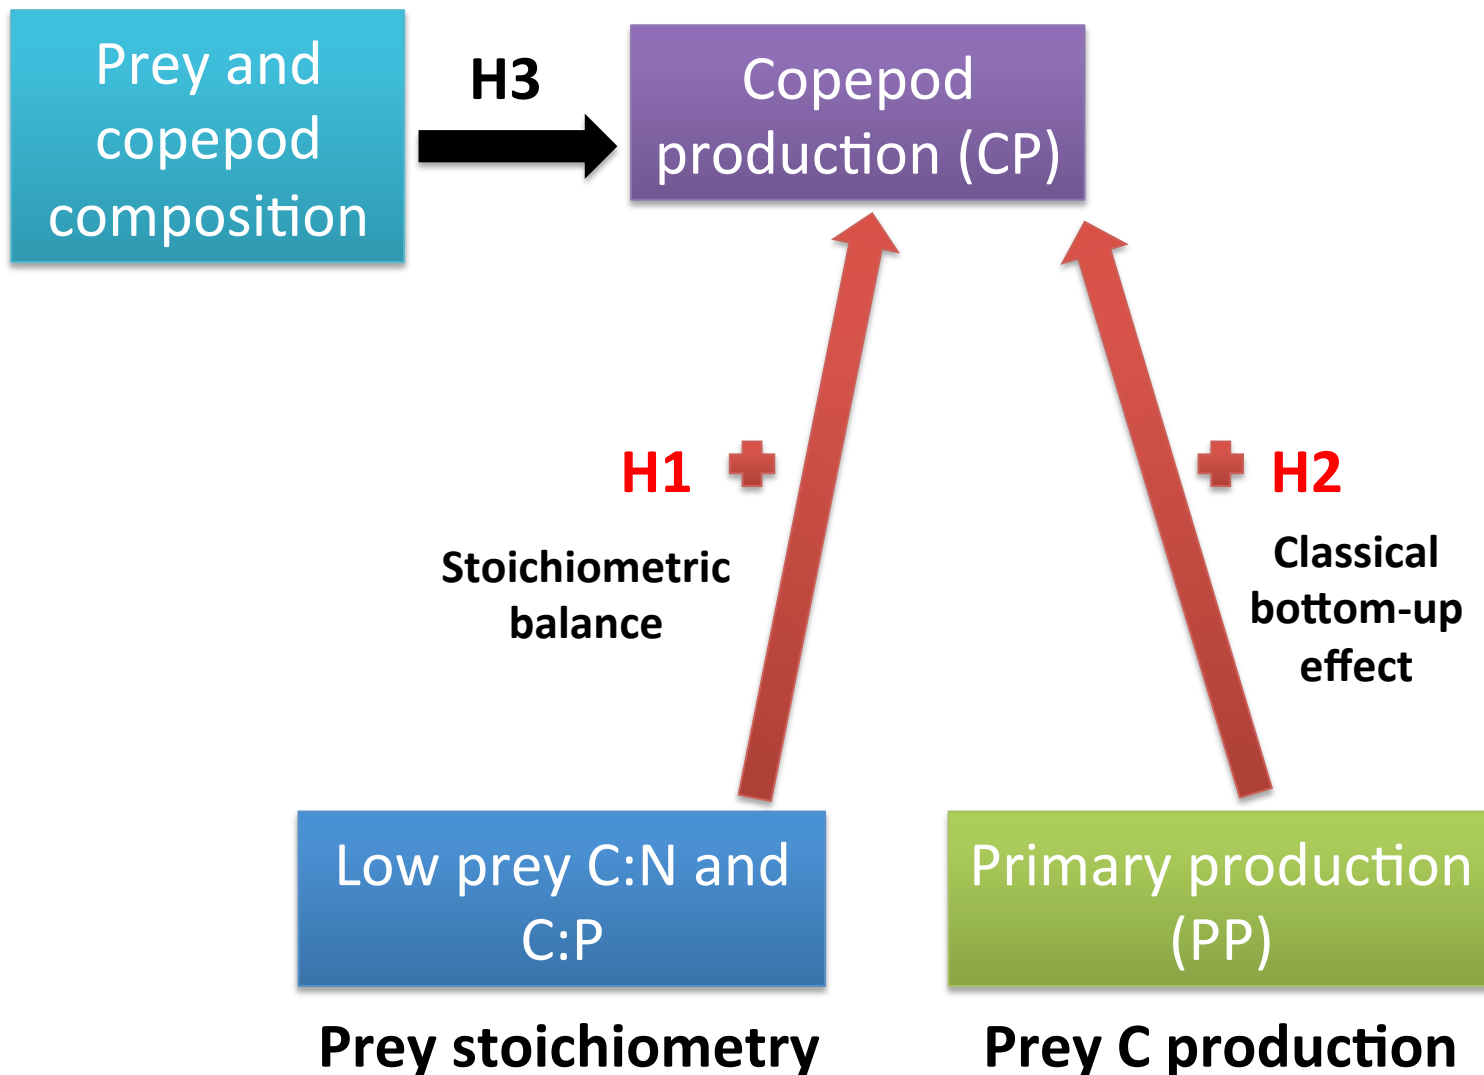 Prey and
copepod
composition
H3
Copepod
production (CP)
H1
Stoichiometric
balance
H2
Classical
bottom-up
effect
Low prey C:N and
C:P
Primary production
(PP)
Prey stoichiometry
Prey C production